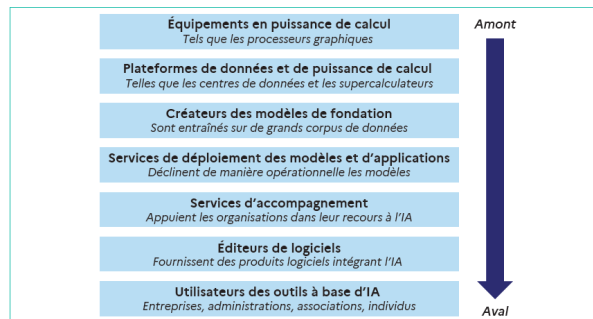 Équipements en puissance de calcul
Amont
Tels que les processeurs graphiques
Plateformes de données et de puissance de calcul
Telles que les centres de données et les supercalculateurs
Créateurs des modèles de fondation
Sont entraînés sur de grands corpus de données
Services de déploiement des modèles et d'applications
Déclinent de manière opérationnelle les modèles
Services d'accompagnement
Appuient les organisations dans leur recours à l'IA
Éditeurs de logiciels
Fournissent des produits logiciels intégrant l'IA
Utilisateurs des outils à base d'IA
Entreprises, administrations, associations, individus
Aval